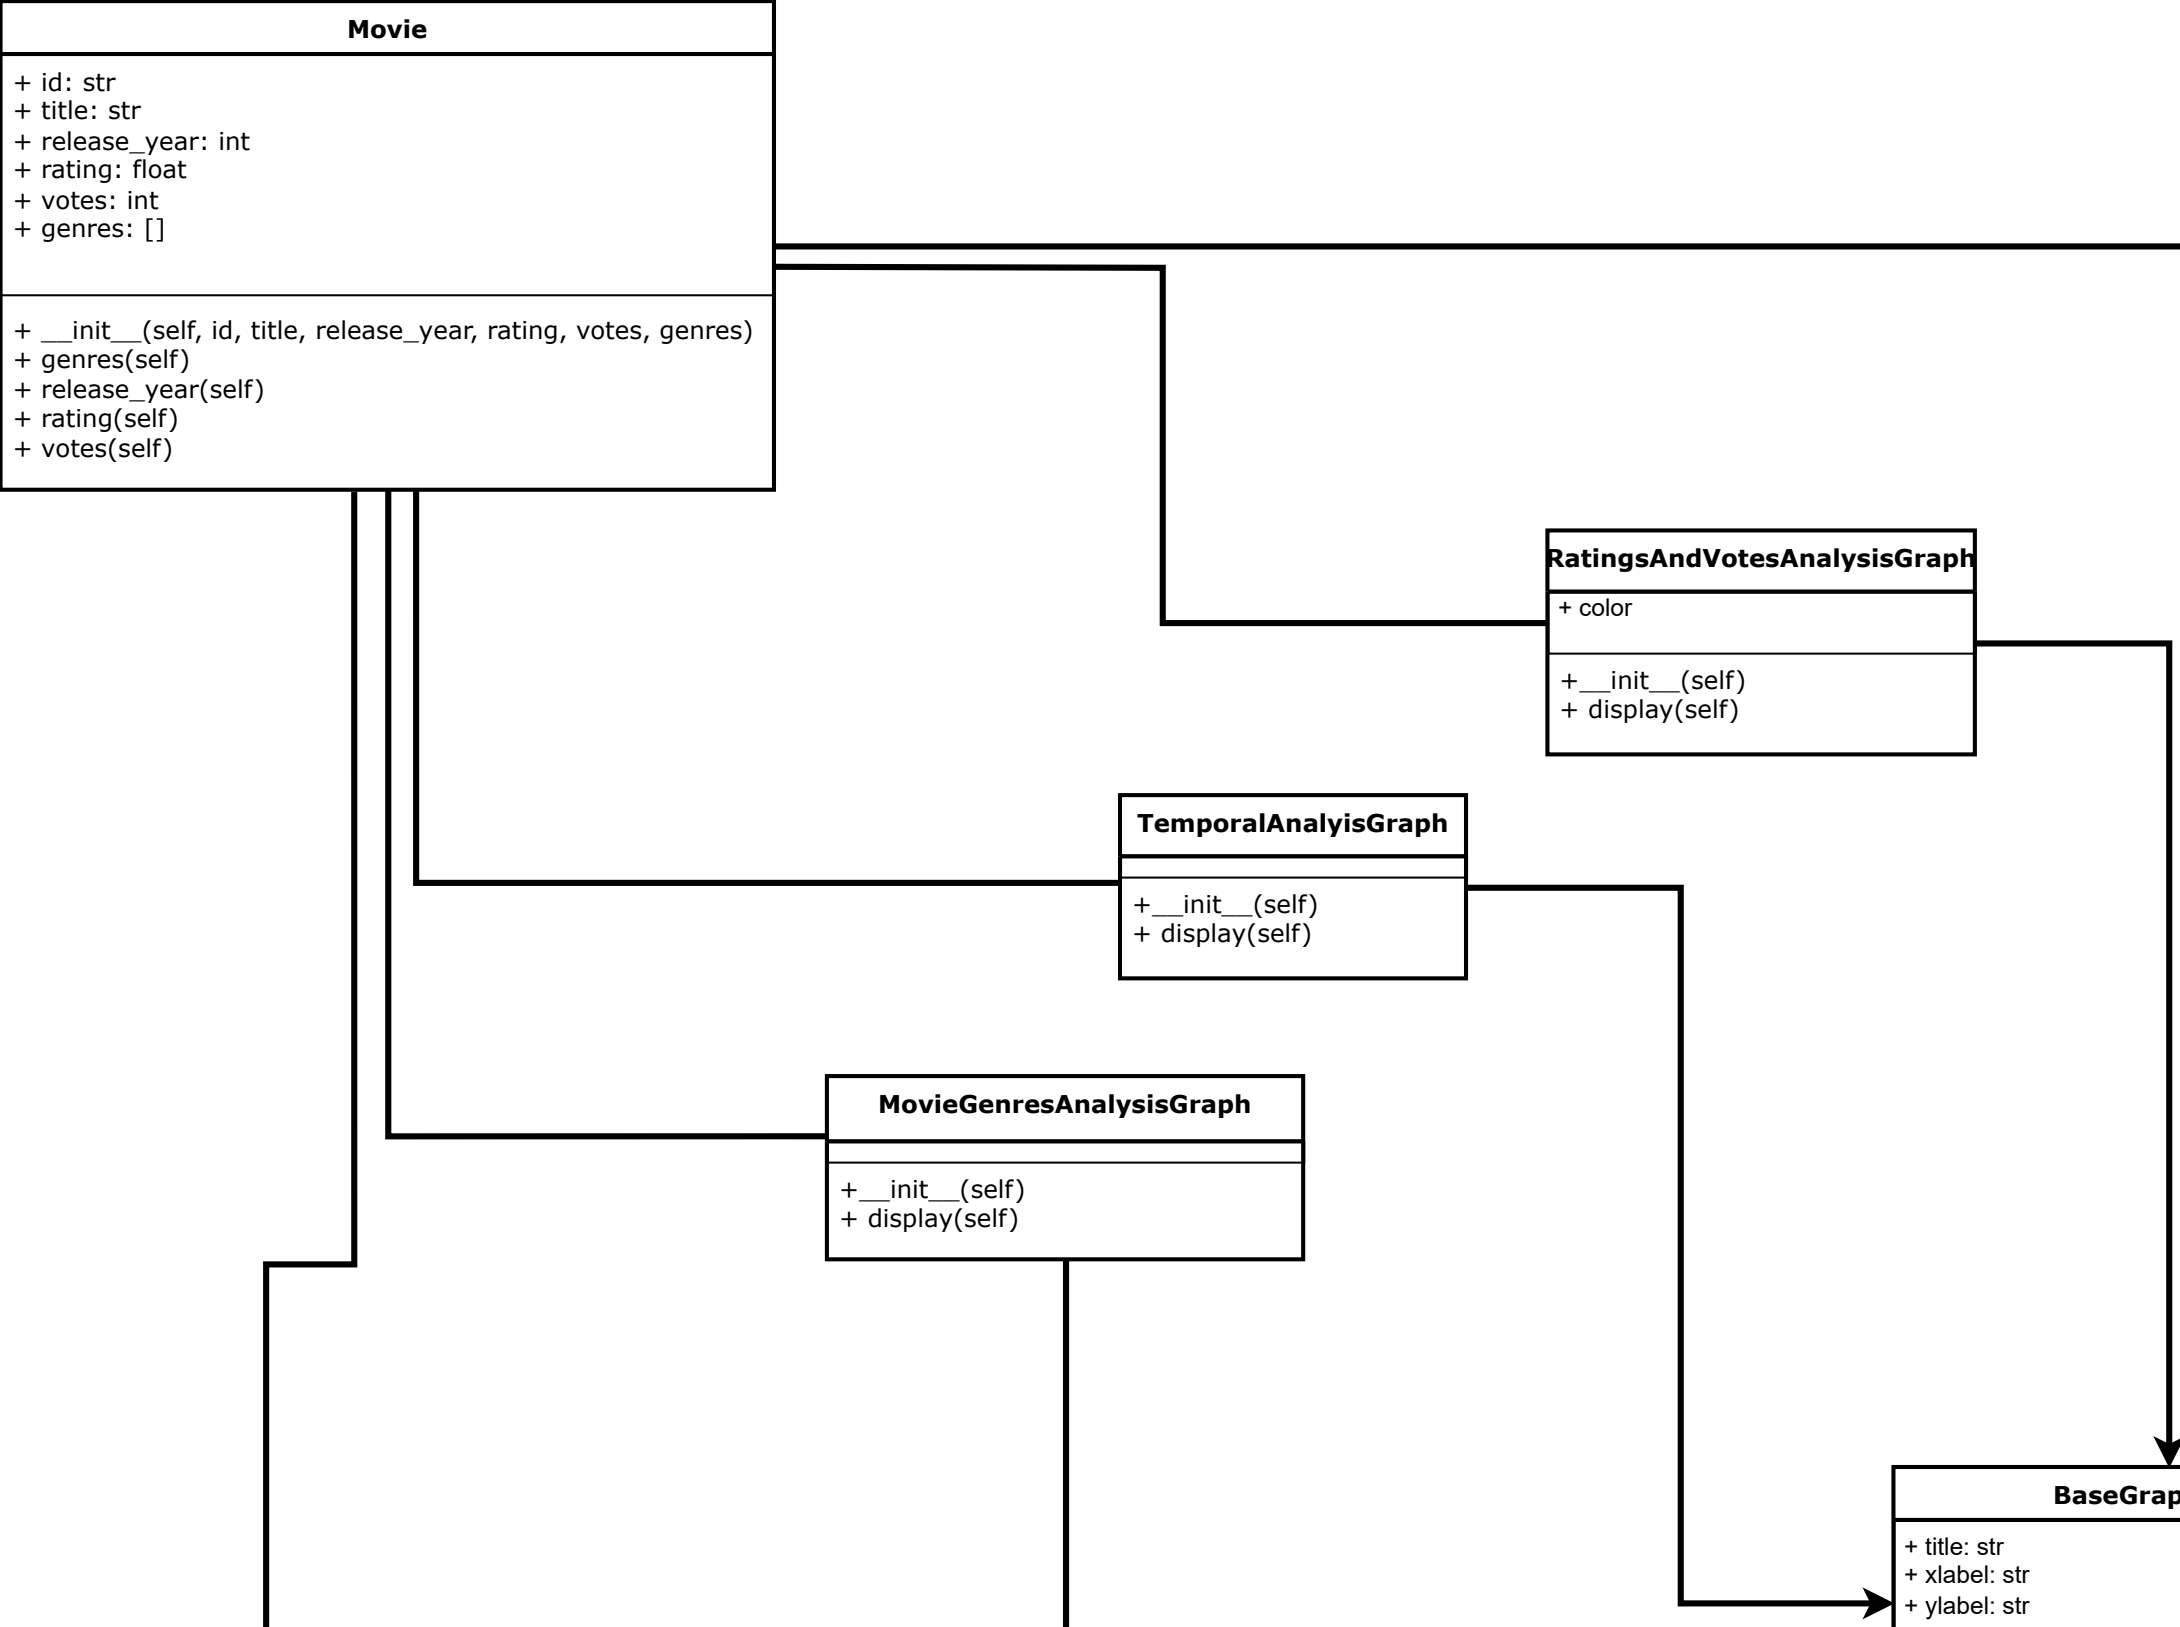 Movie
+ id: str
+ title: str
+ release_year: int
+ rating: float
+ votes: int
+ genres: []
+ __init__(self, id, title, release_year, rating, votes, genres)
+ genres(self)
+ release_year(self)
+ rating(self)
+ votes(self)
RatingsAndVotesAnalysisGraph
+ color
+__init__(self)
+ display(self)
TemporalAnalyisGraph
+__init__(self)
+ display(self)
MovieGenresAnalysisGraph
+__init__(self)
+ display(self)
BaseGrap
+ title: str
+ xlabel: str
+ ylabel: str